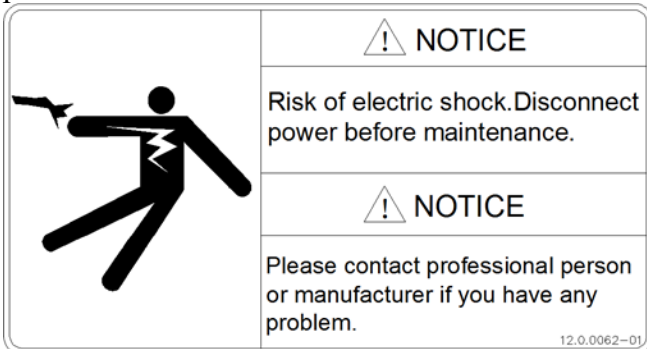 NOTICE
Risk of electric shock.Disconnect
power before maintenance.
NOTICE
Please contact professional person
or manufacturer if you have any
problem.
12.0.0062-01